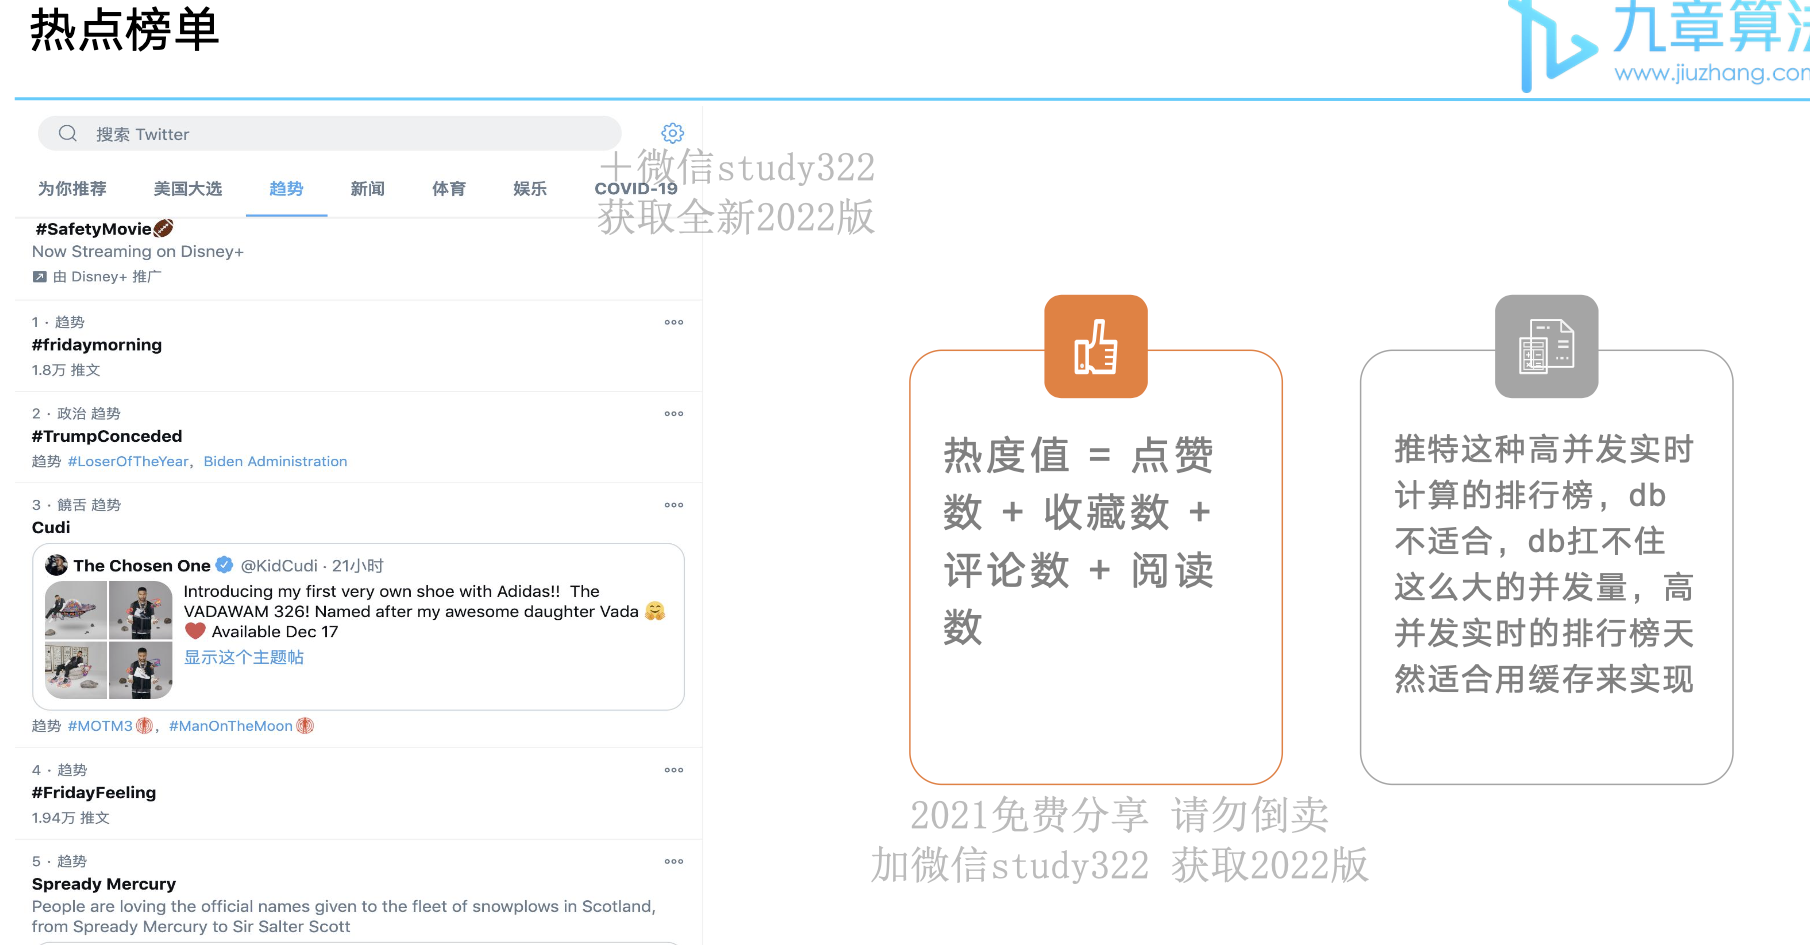 热点榜单
九章算法
www.jiuzhang.com
搜索 Twitter
为你推荐 美国大选 趋势 新闻 体育 娱乐 COVID-19
+微信study322
获取全新2022版
#SafetyMovie
Now Streaming on Disney+
由 Disney+ 推广
1 · 趋势
#fridaymorning
1.8万 推文
2 · 政治 趋势
#TrumpConceded
趋势 #LoserOfTheYear, Biden Administration
3 · 饒舌 趋势
Cudi
The Chosen One @KidCudi · 21小时
Introducing my first very own shoe with Adidas!! The
VADAWAM 326! Named after my awesome daughter Vada
Available Dec 17
显示这个主题帖
趋势 #MOTM3, #ManOnTheMoon
4 · 趋势
#FridayFeeling
1.94万 推文
5 · 趋势
Spready Mercury
People are loving the official names given to the fleet of snowplows in Scotland,
from Spready Mercury to Sir Salter Scott
热度值 = 点赞
数 + 收藏数 +
评论数 + 阅读
数
推特这种高并发实时
计算的排行榜，db
不适合，db扛不住
这么大的并发量，高
并发实时的排行榜天
然适合用缓存来实现
2021免费分享 请勿倒卖
加微信study322 获取2022版